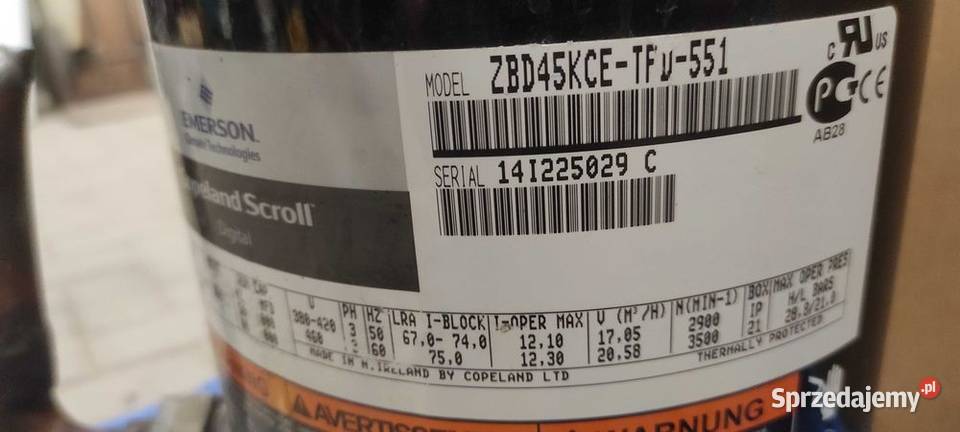 MODEL ZBD45KCE-TFD-551
C UR US
PG CE
AB28
SERIAL 14I225029 C
EMERSON
Climate Technologies
Copeland Scroll
Digital
V PH HZ LRA I-BLOCK I-OPER MAX V (M³/H) N(MIN-1) BOX MAX OPER PRES
H/L BARS
380-420 3 50 67,0- 74,0 12.10 17,05 2900 IP 28.8/21.0
460 3 60 75,0 12.30 20.58 3500 21
MADE IN N.IRELAND BY COPELAND LTD THERMALLY PROTECTED
AVERTISSEMENT
WARNUNG
Sprzedajemy.pl